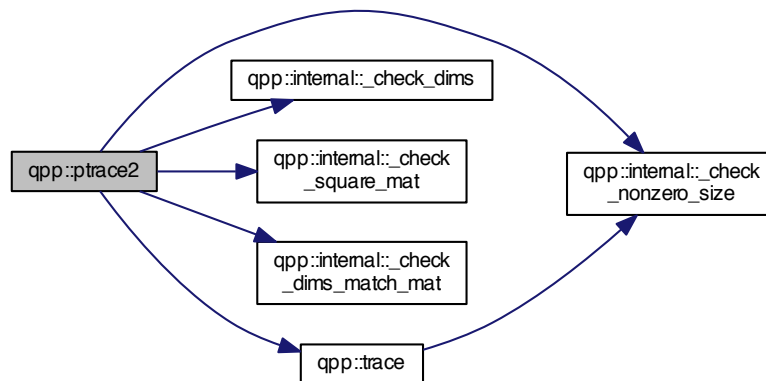 qpp::internal::_check_dims
qpp::ptrace2
qpp::internal::_check
_square_mat
qpp::internal::_check
_nonzero_size
qpp::internal::_check
_dims_match_mat
qpp::trace